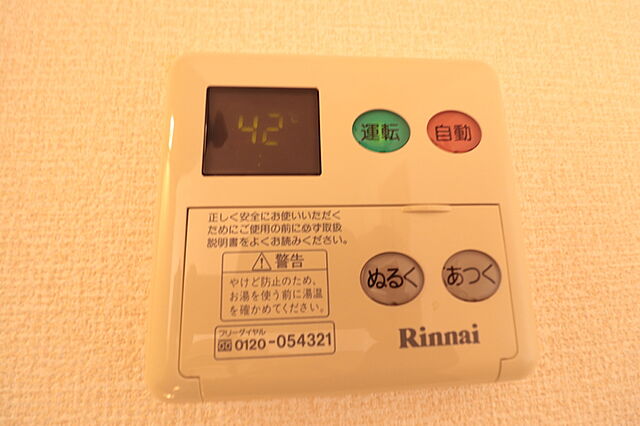 42℃
運転
自動
正しく安全にお使いいただく
ためにご使用の前に必ず取扱
説明書をよくお読みください。
警告
やけど防止のため、
お湯を使う前に湯温
を確かめてください。
フリーダイヤル
0120-054321
ぬるく
あつく
Rinnai